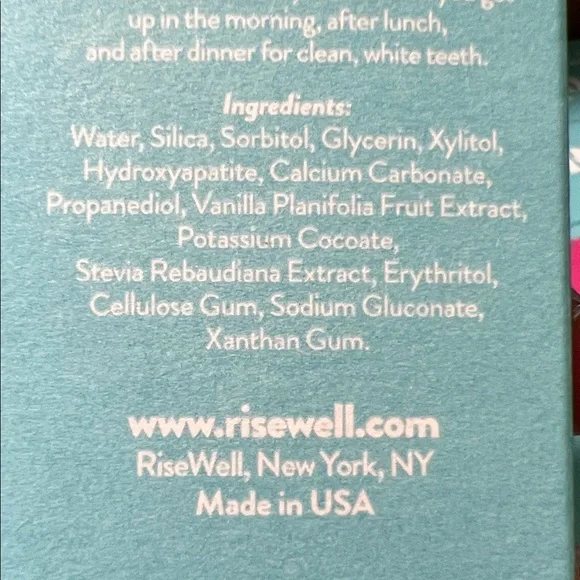 up in the morning, after lunch,
and after dinner for clean, white teeth.
Ingredients:
Water, Silica, Sorbitol, Glycerin, Xylitol,
Hydroxyapatite, Calcium Carbonate,
Propanediol, Vanilla Planifolia Fruit Extract,
Potassium Cocoate,
Stevia Rebaudiana Extract, Erythritol,
Cellulose Gum, Sodium Gluconate,
Xanthan Gum.
www.risewell.com
RiseWell, New York, NY
Made in USA